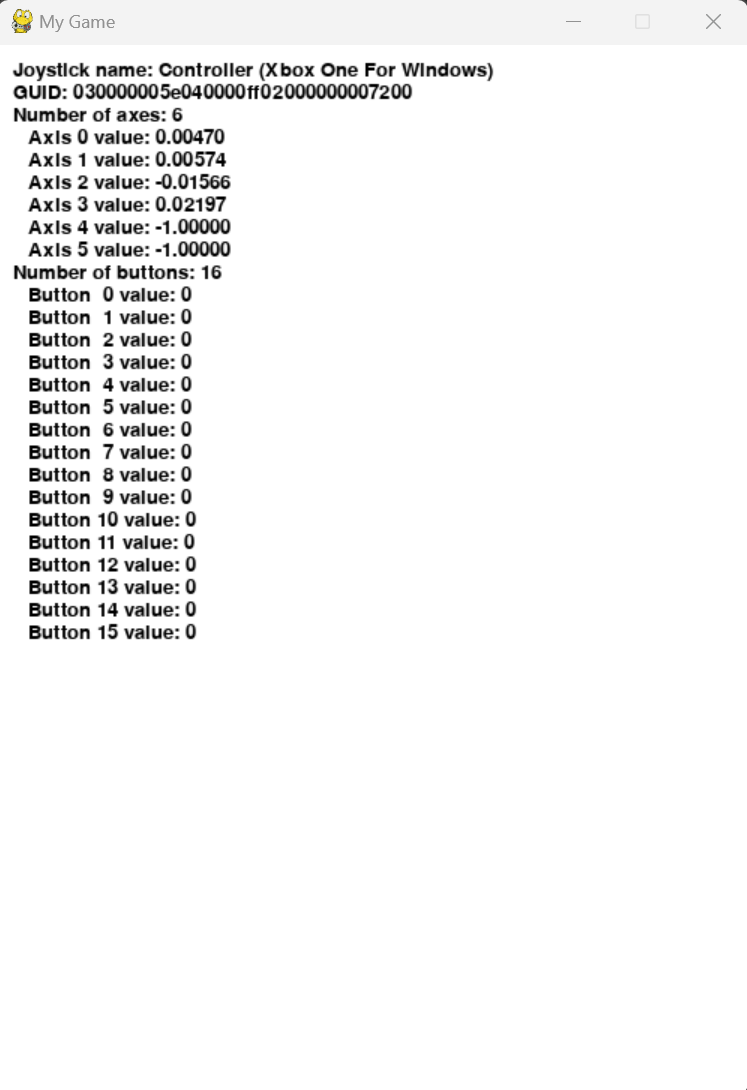 My Game
Joystick name: Controller (Xbox One For Windows)
GUID: 030000005e040000ff02000000007200
Number of axes: 6
Axis 0 value: 0.00470
Axis 1 value: 0.00574
Axis 2 value: -0.01566
Axis 3 value: 0.02197
Axis 4 value: -1.00000
Axis 5 value: -1.00000
Number of buttons: 16
Button 0 value: 0
Button 1 value: 0
Button 2 value: 0
Button 3 value: 0
Button 4 value: 0
Button 5 value: 0
Button 6 value: 0
Button 7 value: 0
Button 8 value: 0
Button 9 value: 0
Button 10 value: 0
Button 11 value: 0
Button 12 value: 0
Button 13 value: 0
Button 14 value: 0
Button 15 value: 0